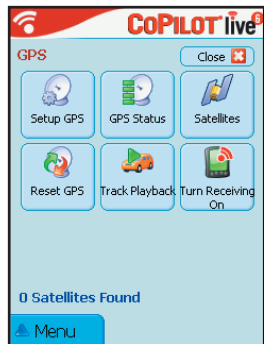 CoPilot live 6
GPS
Close
Setup GPS
GPS Status
Satellites
Reset GPS
Track Playback
Turn Receiving
On
0 Satellites Found
Menu